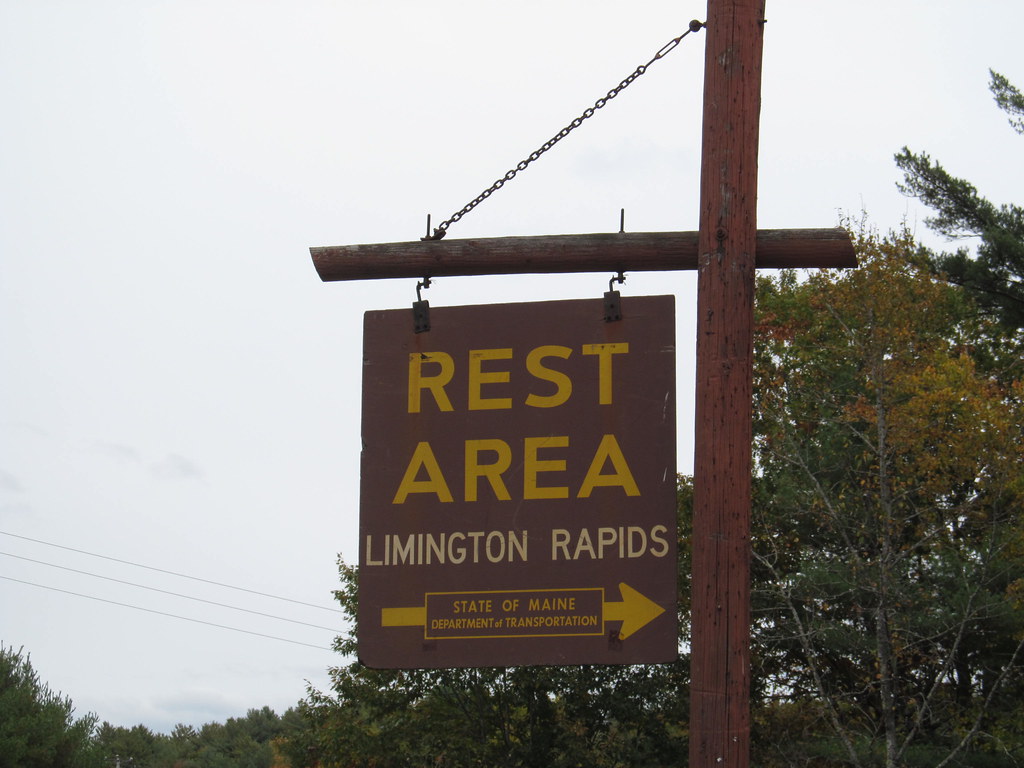 REST
AREA
LIMINGTON RAPIDS
STATE OF MAINE
DEPARTMENT of TRANSPORTATION